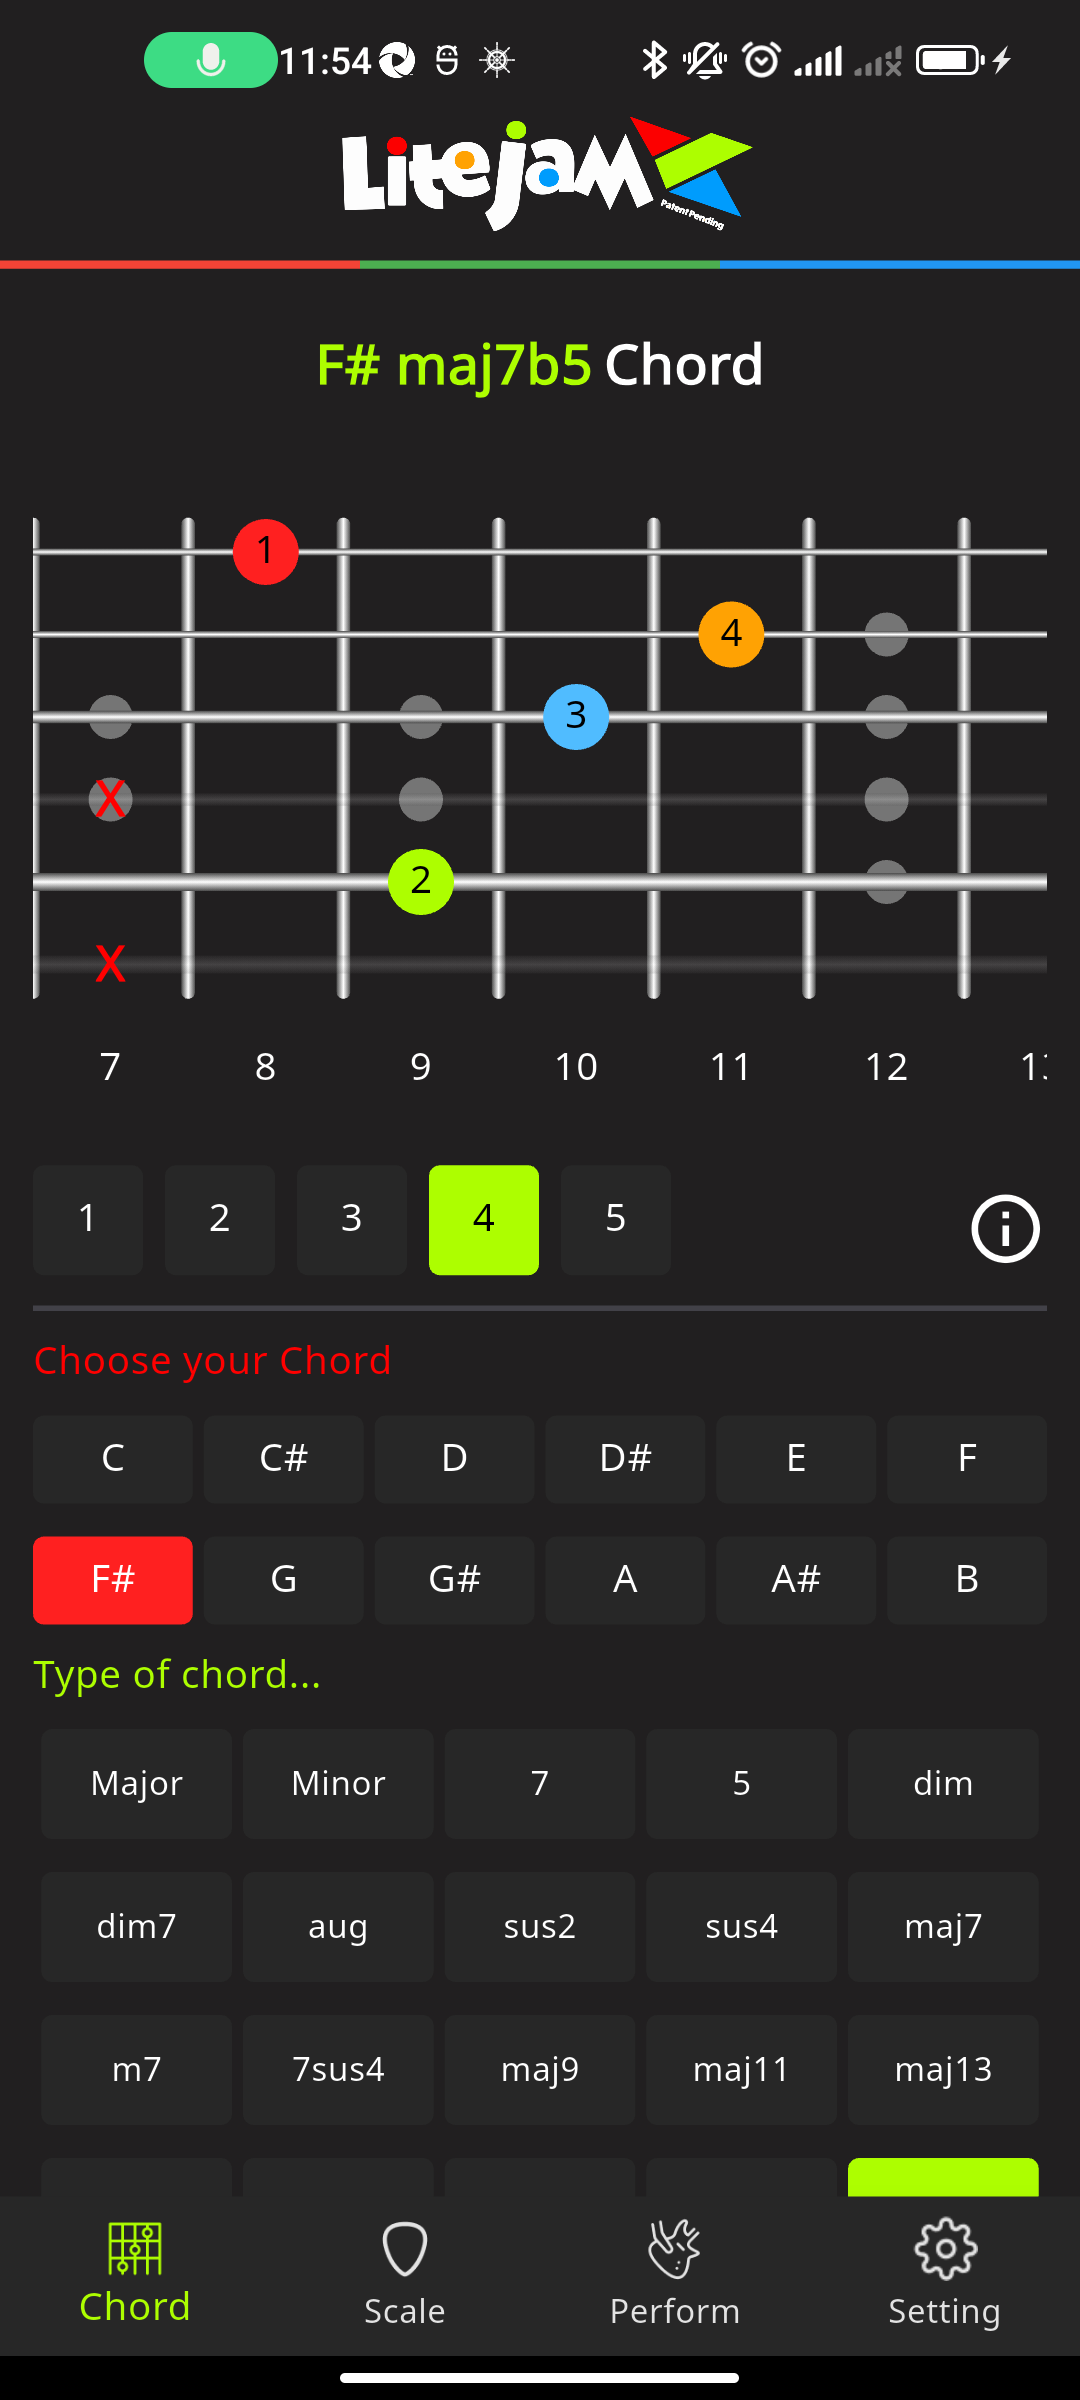 11:54
Litejam
Patent Pending
F# maj7b5 Chord
1
4
3
X
2
X
7 8 9 10 11 12
1 2 3 4 5
Choose your Chord
C C# D D# E F
F# G G# A A# B
Type of chord...
Major Minor 7 5 dim
dim7 aug sus2 sus4 maj7
m7 7sus4 maj9 maj11 maj13
Chord Scale Perform Setting